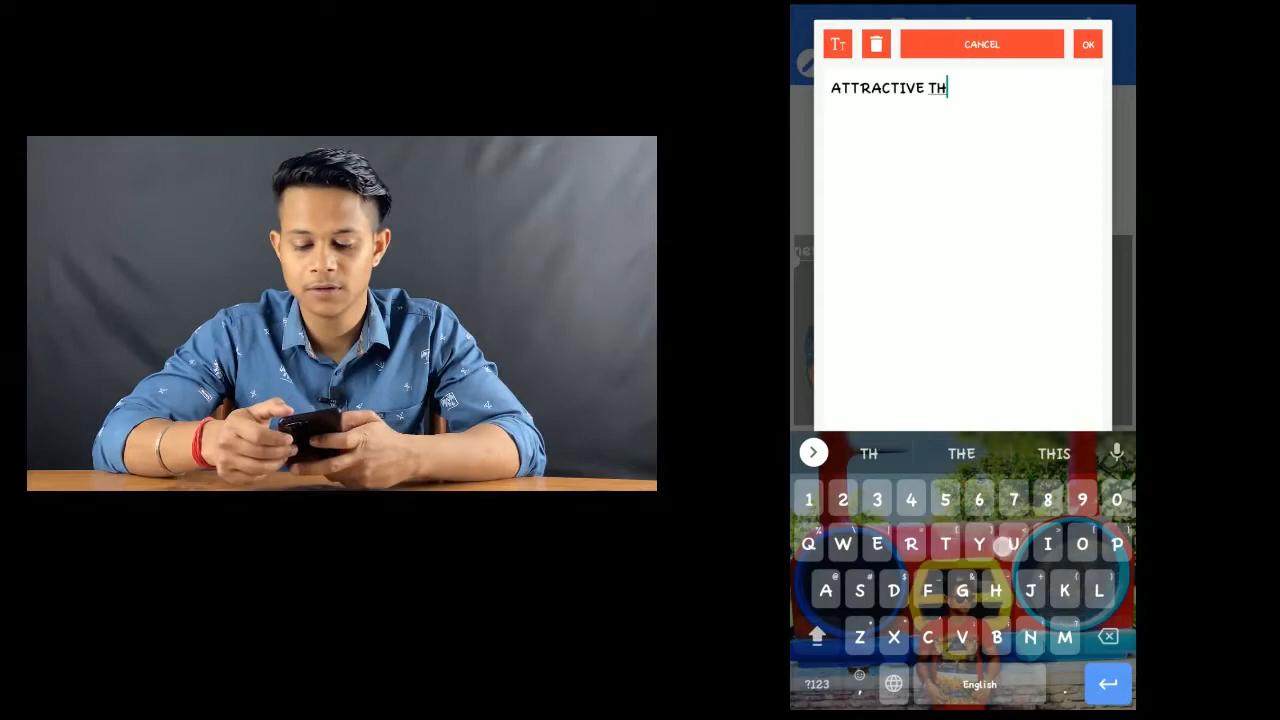 TT
CANCEL
OK
ATTRACTIVE TH
TH THE THIS
1 2 3 4 5 6 7 8 9 0
Q W E R T Y U I O P
A S D F G H J K L
Z X C V B N M
?123 , English .